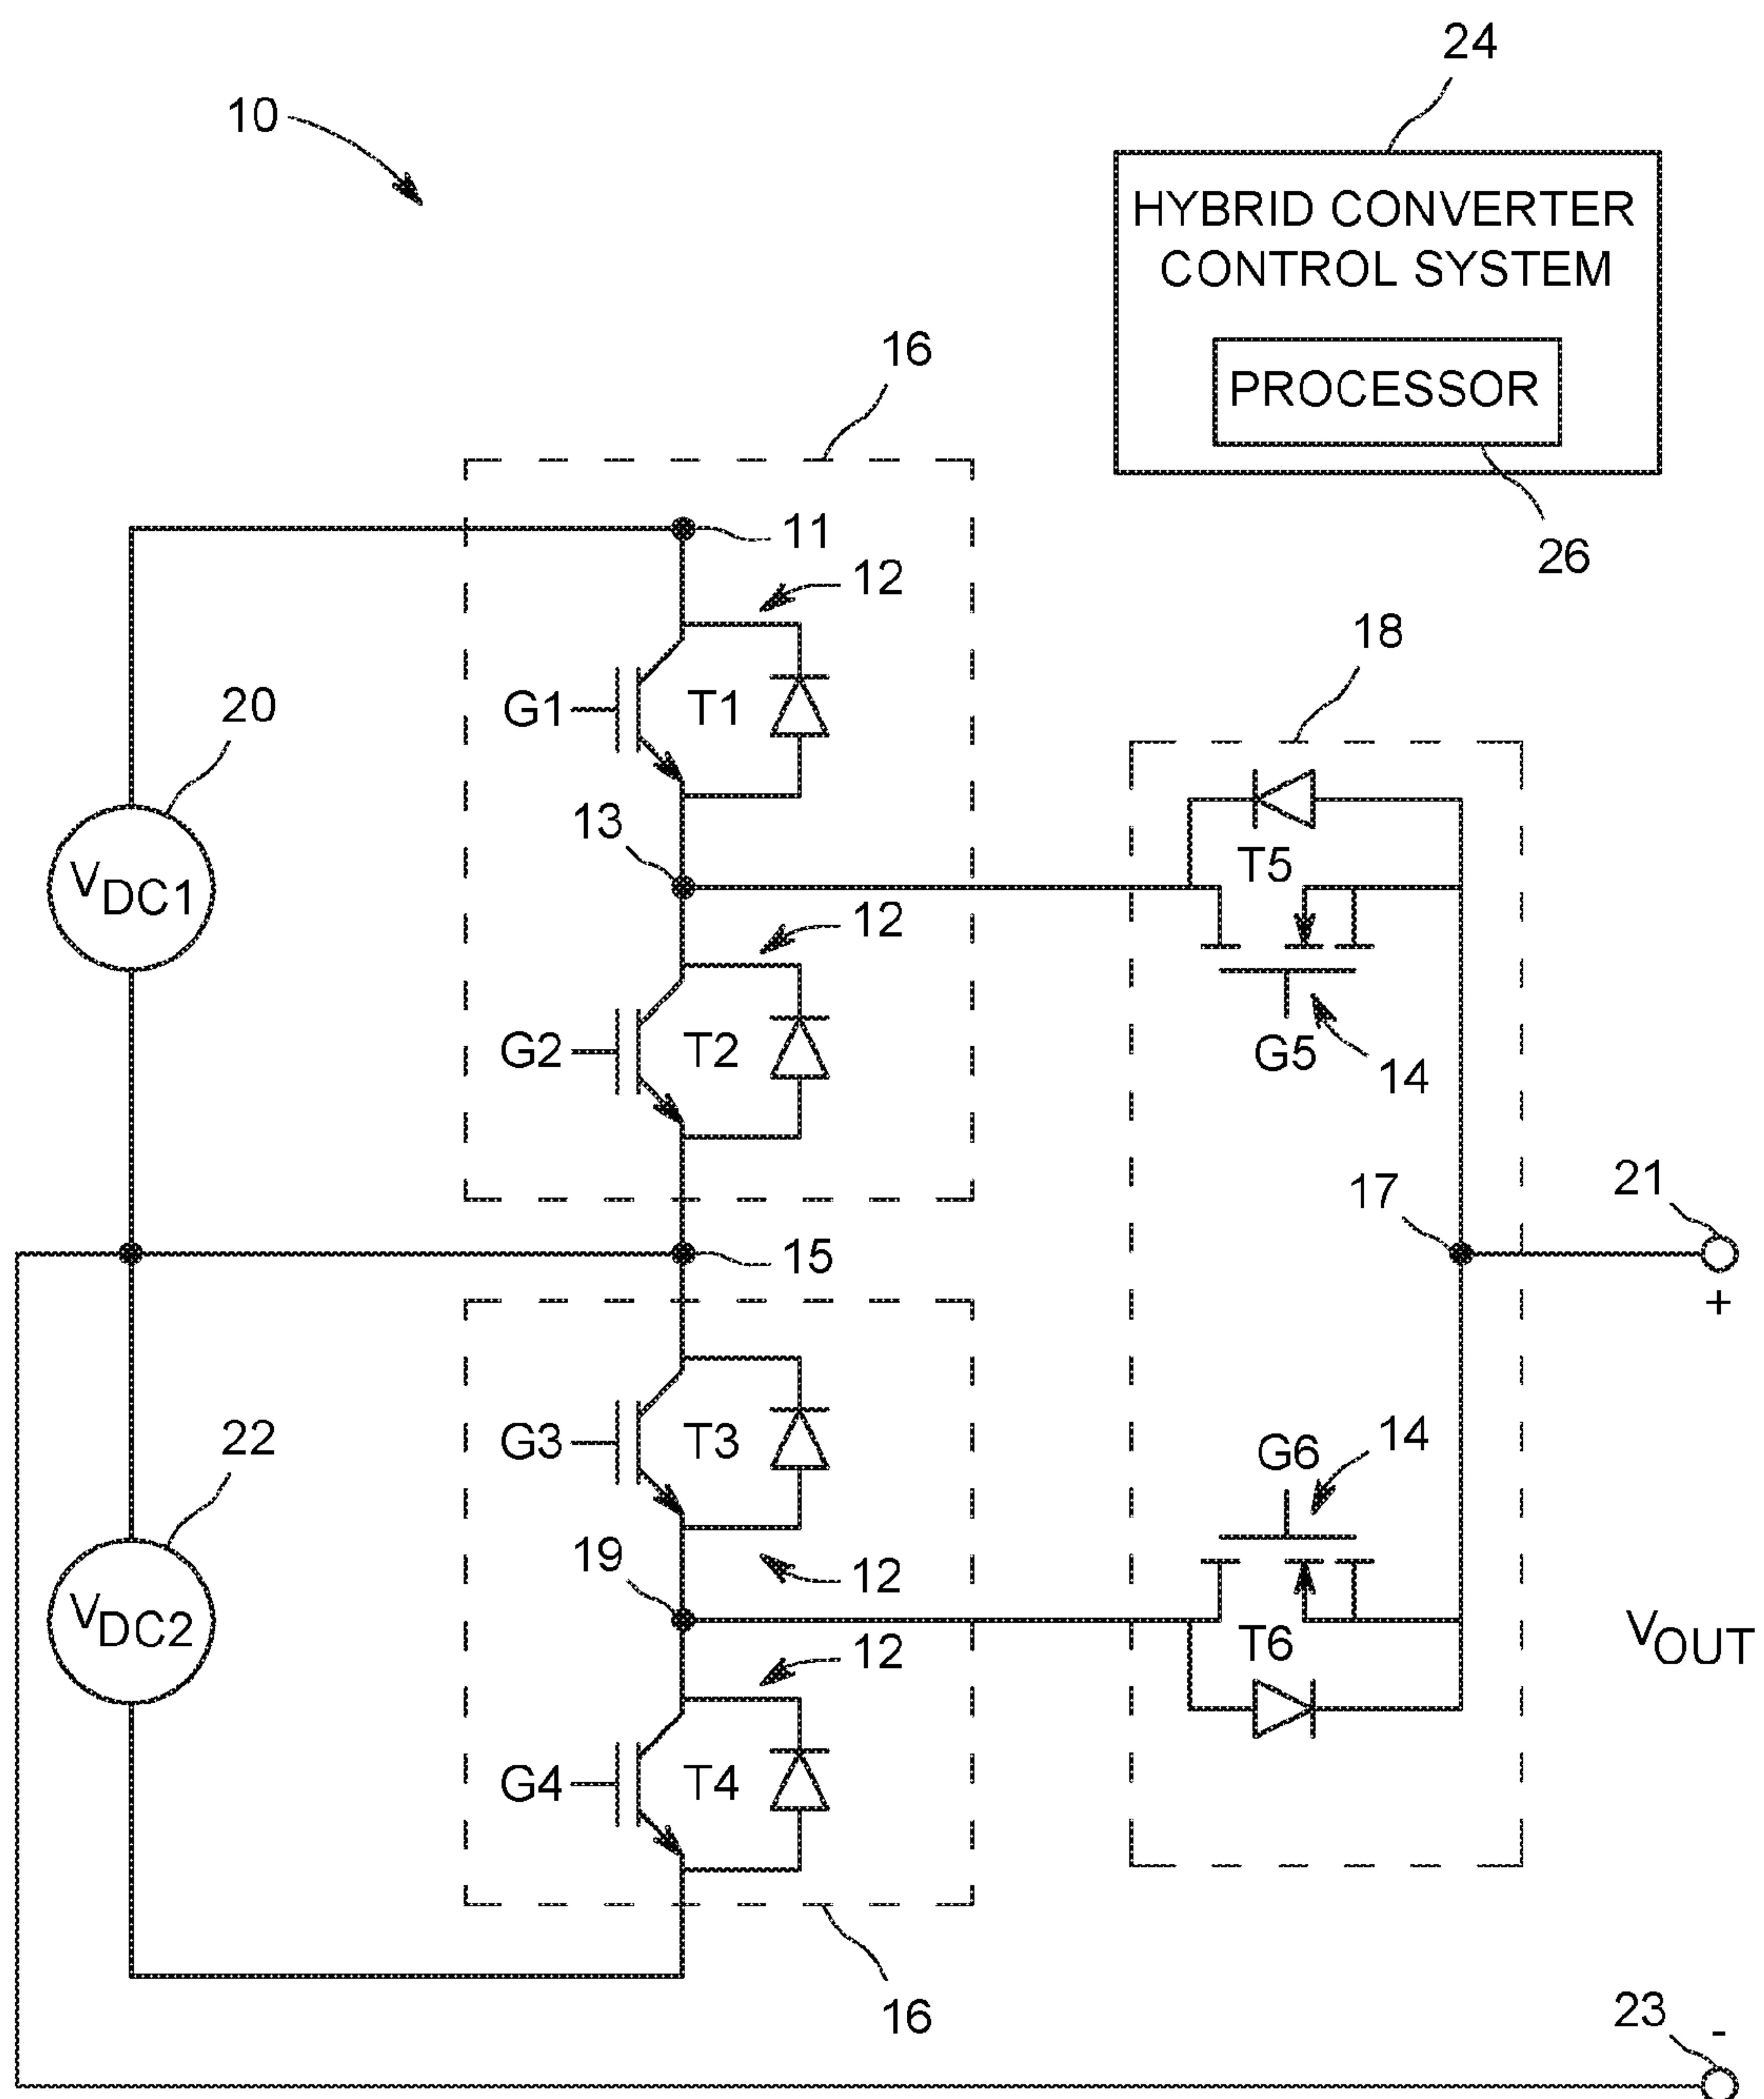 24
10
HYBRID CONVERTER
CONTROL SYSTEM
PROCESSOR
26
16
11
12
G1
T1
18
20
13
VDC1
T5
12
G2
T2
G5
14
17
21
+
15
22
G3
T3
G6
14
19
12
VDC2
T6
VOUT
12
G4
T4
16
23
-